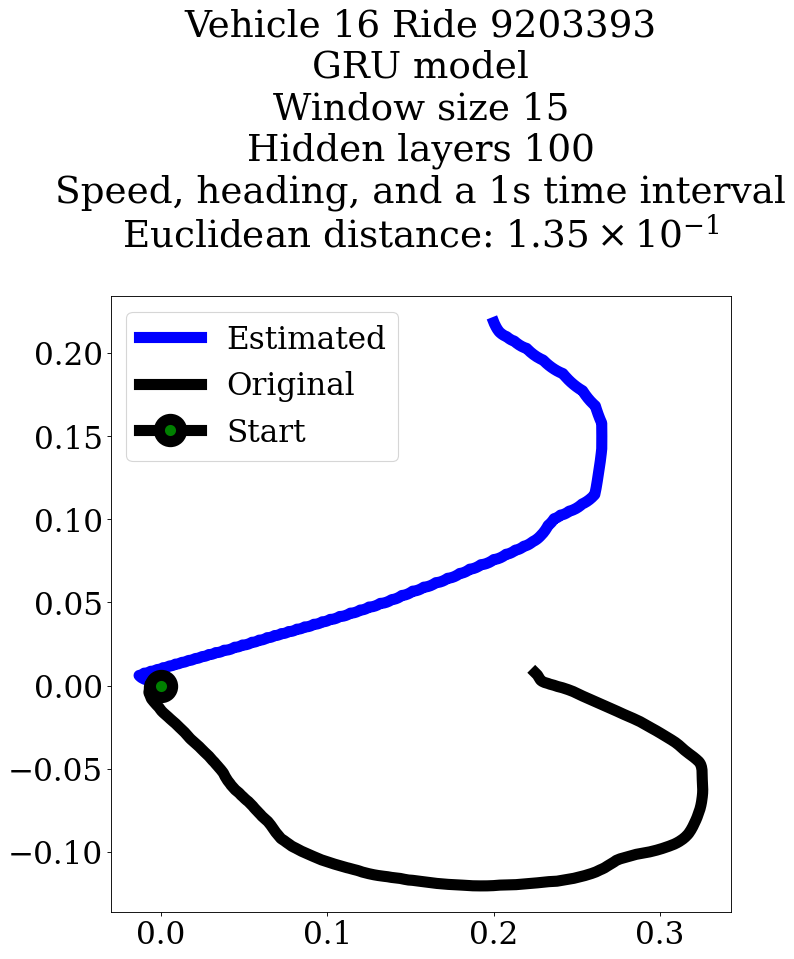 Vehicle 16 Ride 9203393
GRU model
Window size 15
Hidden layers 100
Speed, heading, and a 1s time interval
Euclidean distance: 1.35 × 10⁻¹
Estimated
Original
Start
0.20
0.15
0.10
0.05
0.00
−0.05
−0.10
0.0 0.1 0.2 0.3